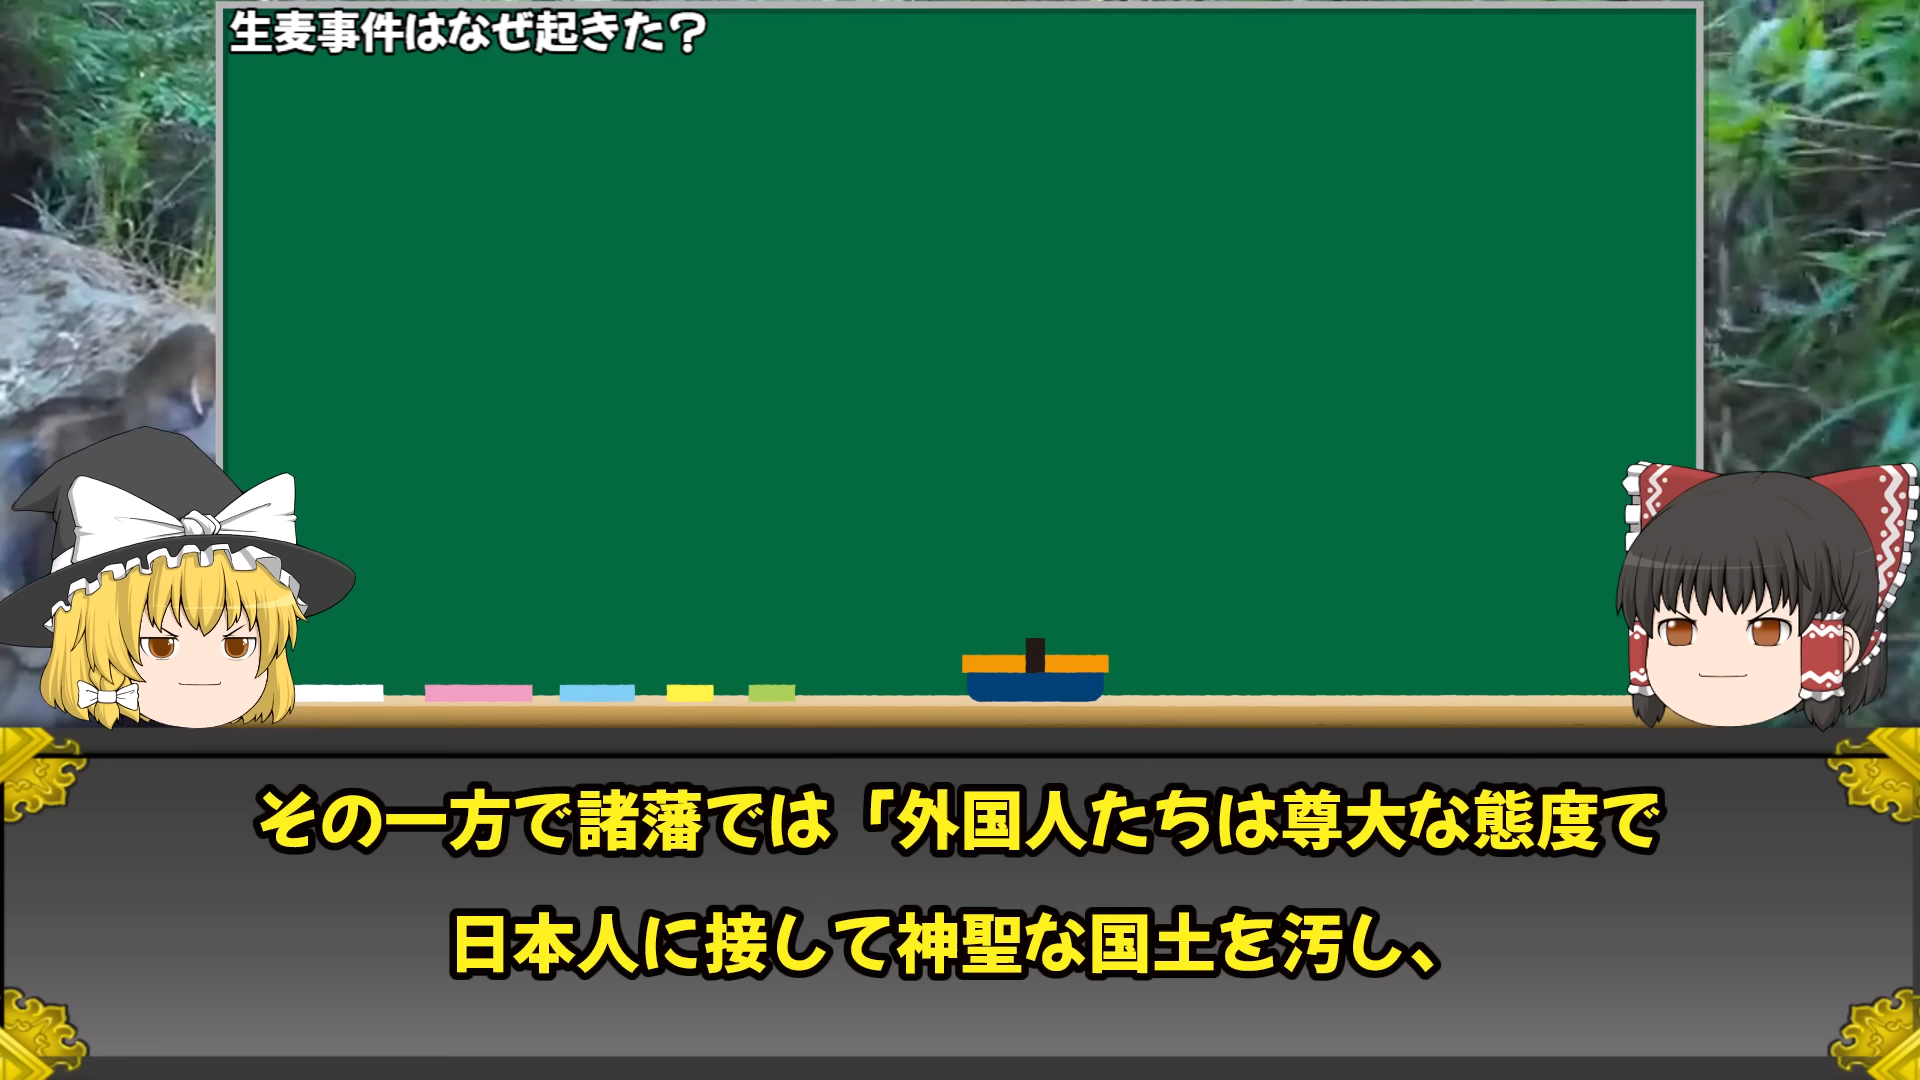 生麦事件はなぜ起きた？
その一方で諸藩では「外国人たちは尊大な態度で
日本人に接して神聖な国土を汚し、